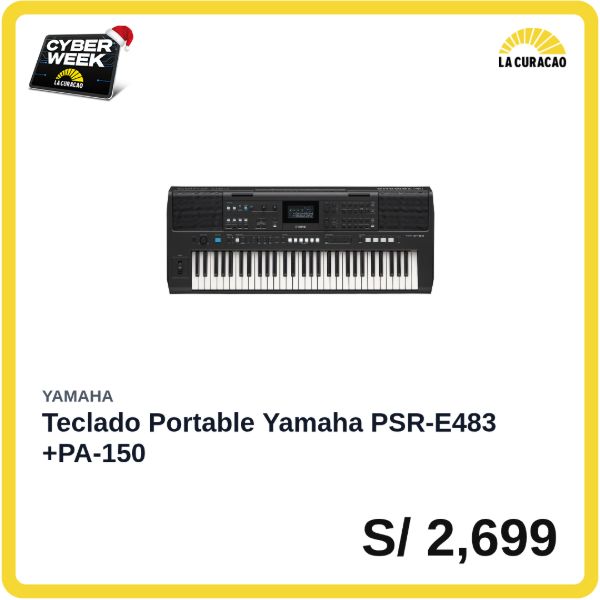 CYBER
WEEK
LA CURACAO
LA CURACAO
YAMAHA
Teclado Portable Yamaha PSR-E483
+PA-150
S/ 2,699